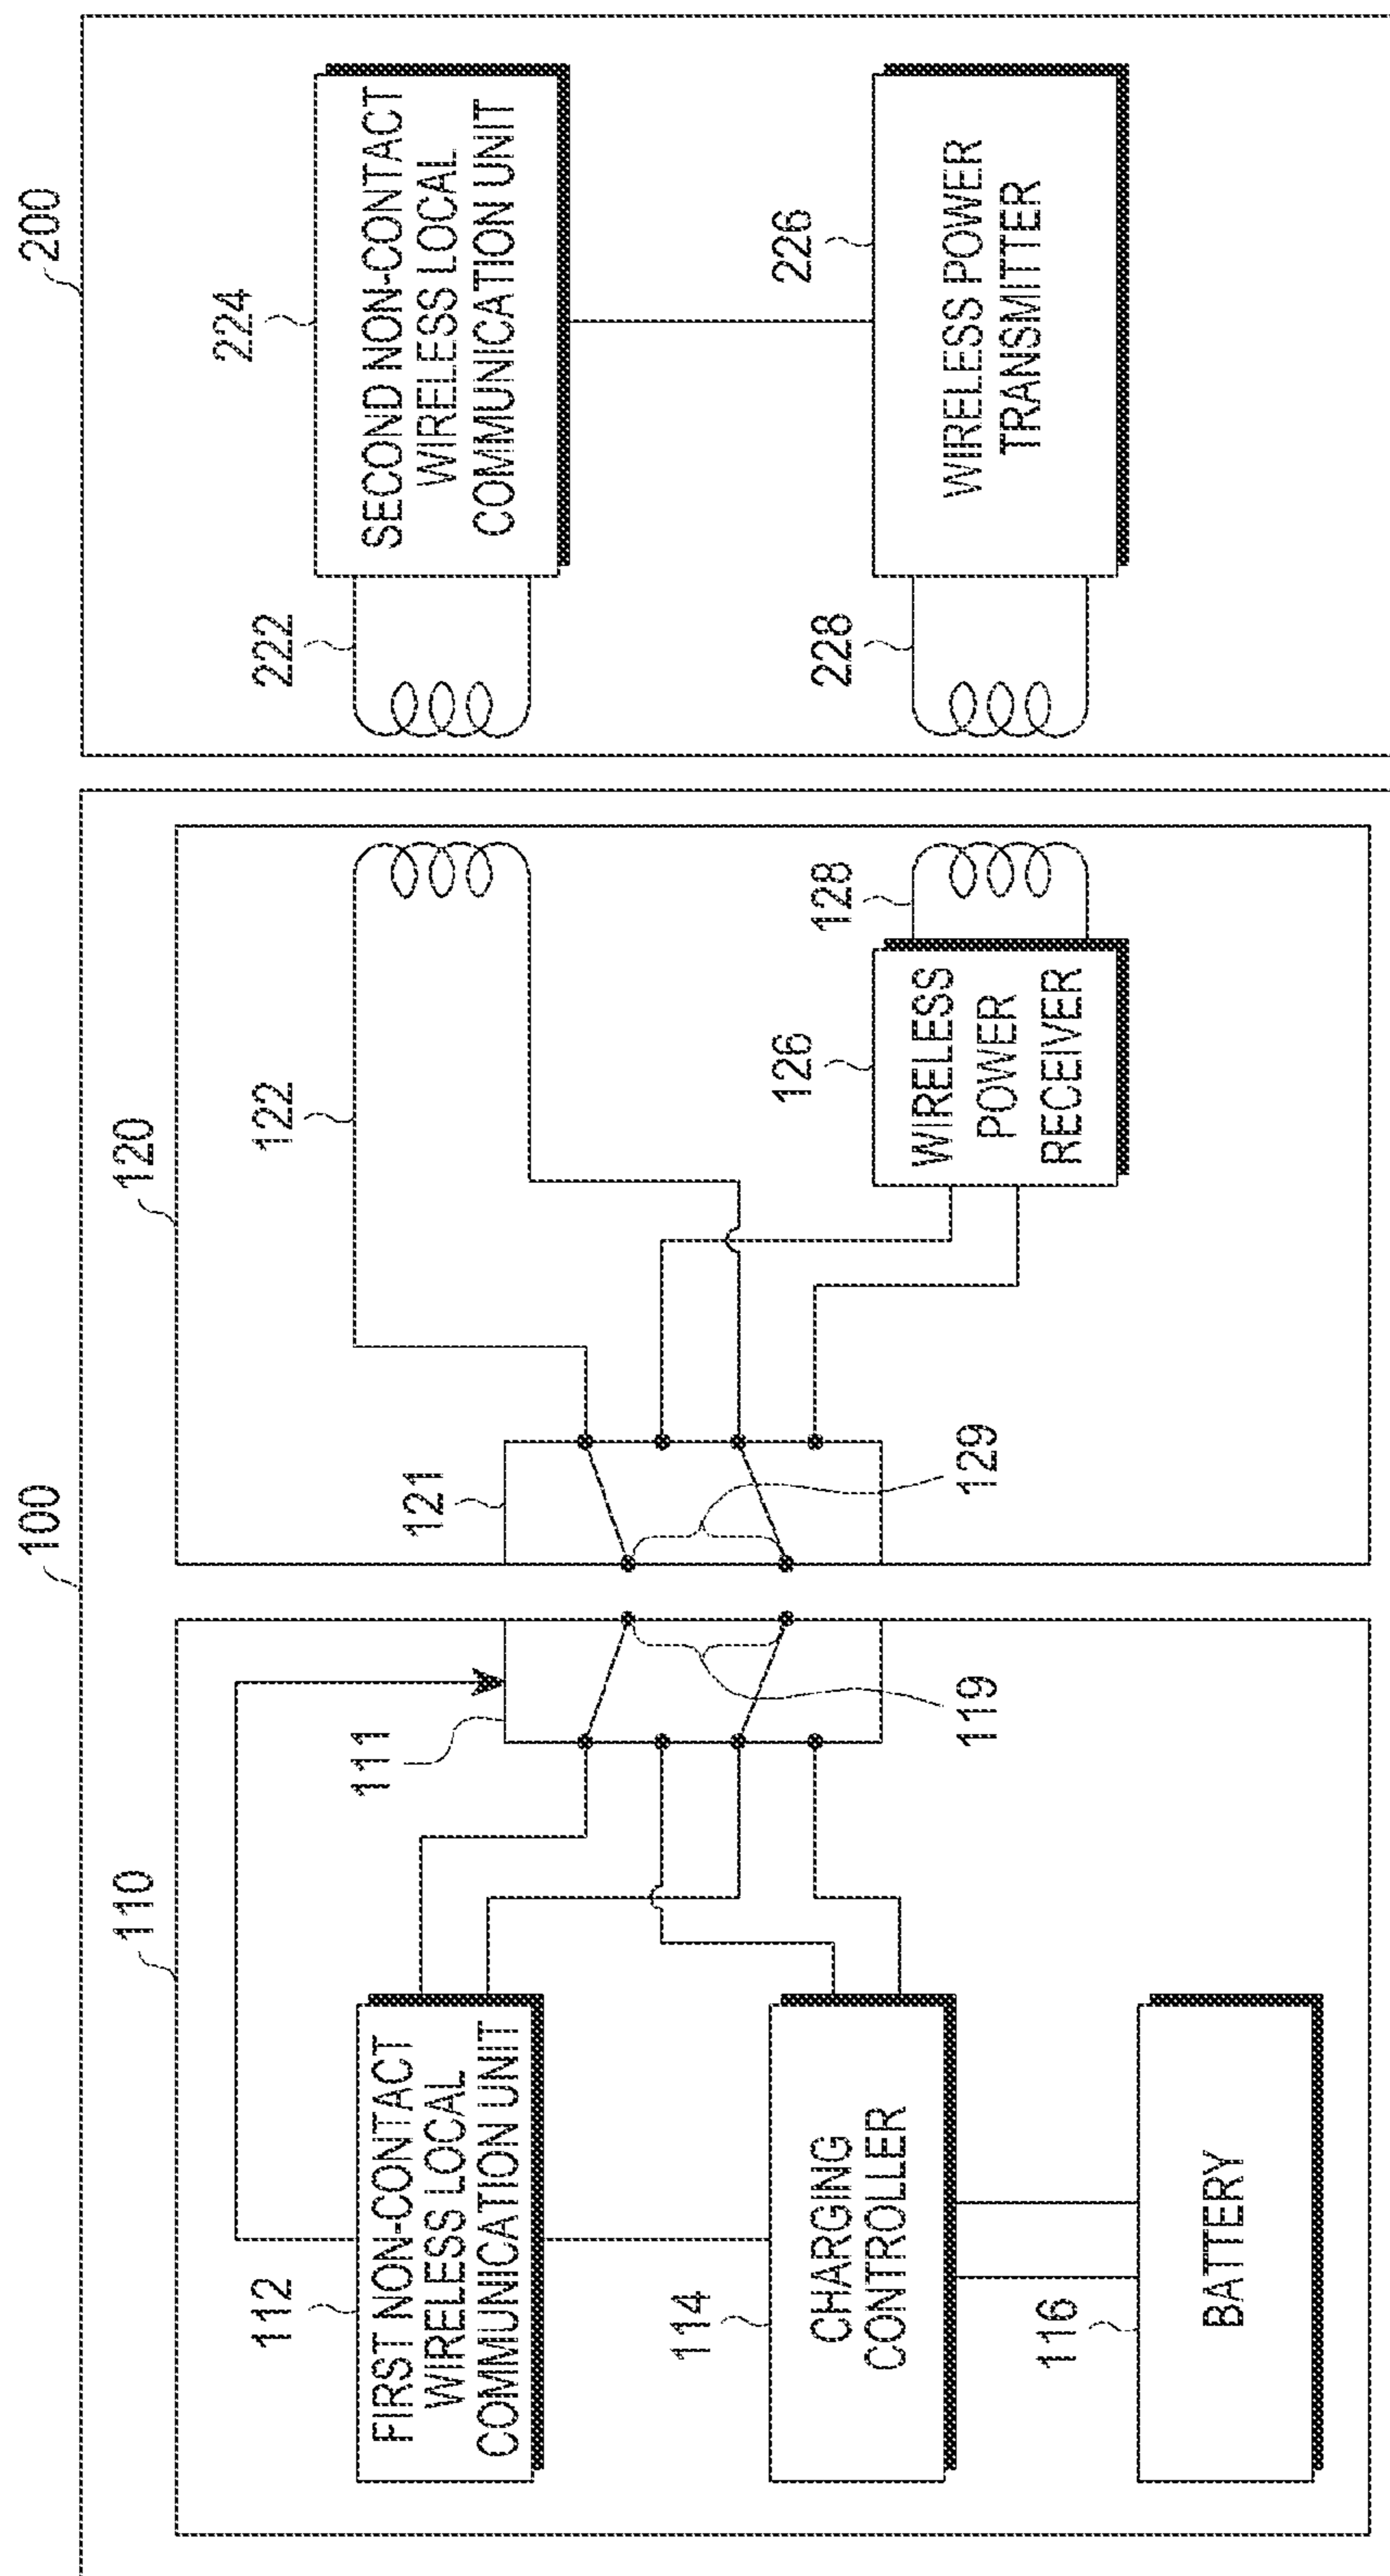 100
200
110
120
112
FIRST NON-CONTACT
WIRELESS LOCAL
COMMUNICATION UNIT
111
121
122
222
224
SECOND NON-CONTACT
WIRELESS LOCAL
COMMUNICATION UNIT
114
CHARGING
CONTROLLER
119
129
126
WIRELESS
POWER
RECEIVER
128
228
226
WIRELESS POWER
TRANSMITTER
116
BATTERY